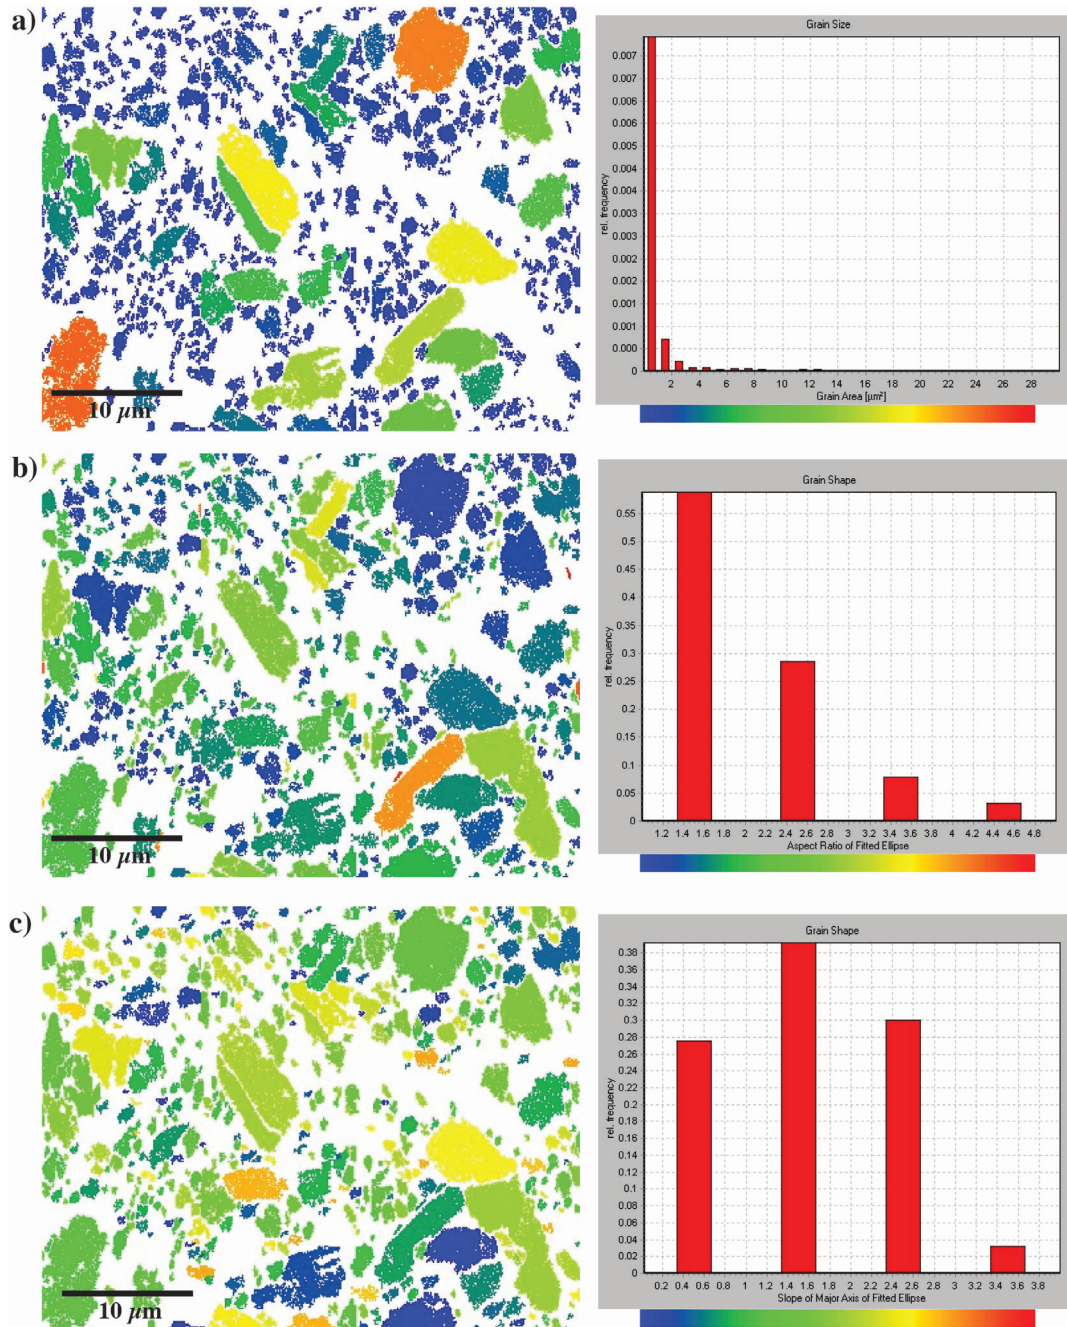 a)
10 µm
Grain Size
rel. frequency
0.007
0.007
0.006
0.006
0.005
0.004
0.004
0.003
0.003
0.002
0.002
0.001
0.001
0.000
0
2 4 6 8 10 12 14 16 18 20 22 24 26 28
Grain Area [µm²]
b)
10 µm
Grain Shape
rel. frequency
0.55
0.5
0.45
0.4
0.35
0.3
0.25
0.2
0.15
0.1
0.05
0
1.2 1.4 1.6 2 2.2 2.4 2.6 2.8 3 3.2 3.4 3.6 3.8 4 4.2 4.4 4.6 4.8
Aspect Ratio of Fitted Ellipse
c)
10 µm
Grain Shape
rel. frequency
0.38
0.36
0.34
0.32
0.3
0.28
0.26
0.24
0.22
0.2
0.18
0.16
0.14
0.12
0.1
0.08
0.06
0.04
0.02
0
0.2 0.4 0.6 1 1.2 1.4 1.6 1.8 2 2.2 2.4 2.6 2.8 3 3.2 3.4 3.6 3.8
Slope of Major Axis of Fitted Ellipse